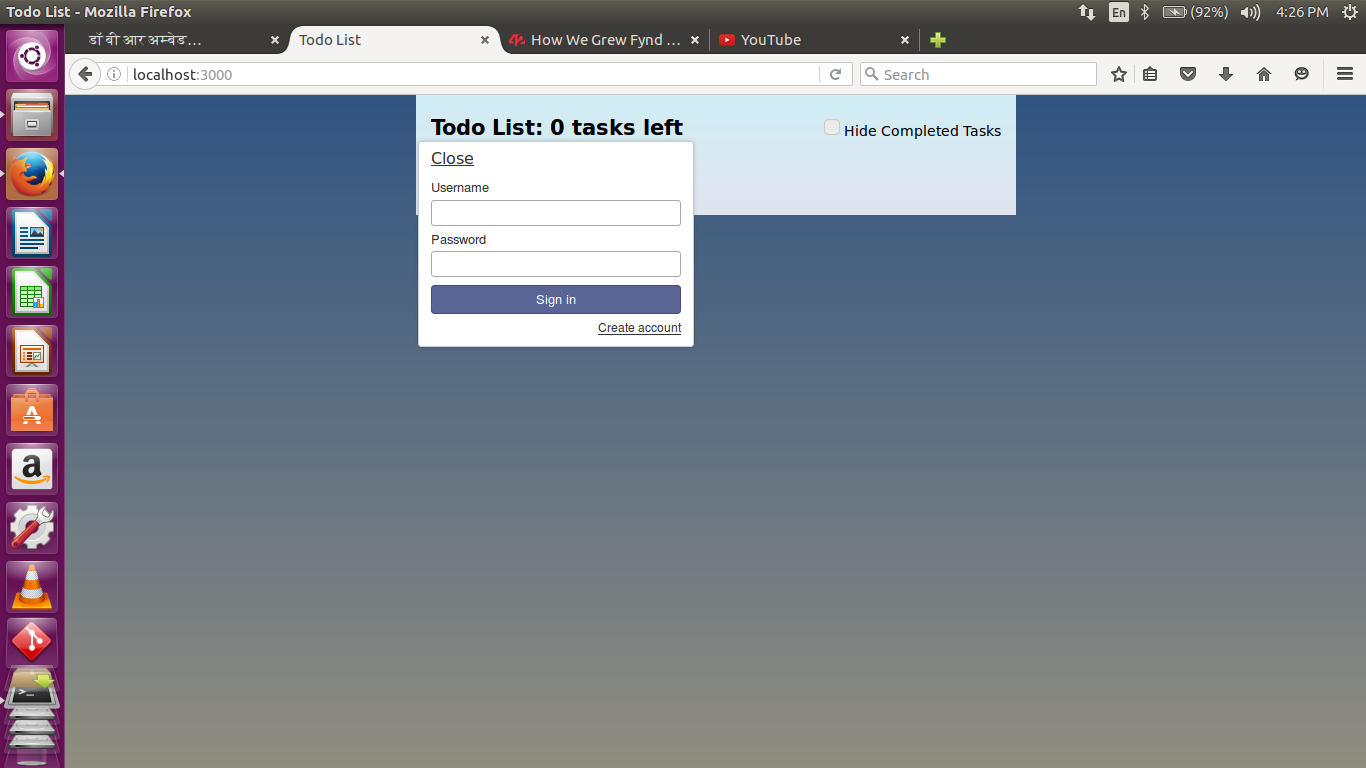 Todo List - Mozilla Firefox
En
(92%)
4:26 PM
डॉ बी आर अम्बेड...
Todo List
How We Grew Fynd ...
YouTube
localhost:3000
Search
Todo List: 0 tasks left
Hide Completed Tasks
Close
Username
Password
Sign in
Create account